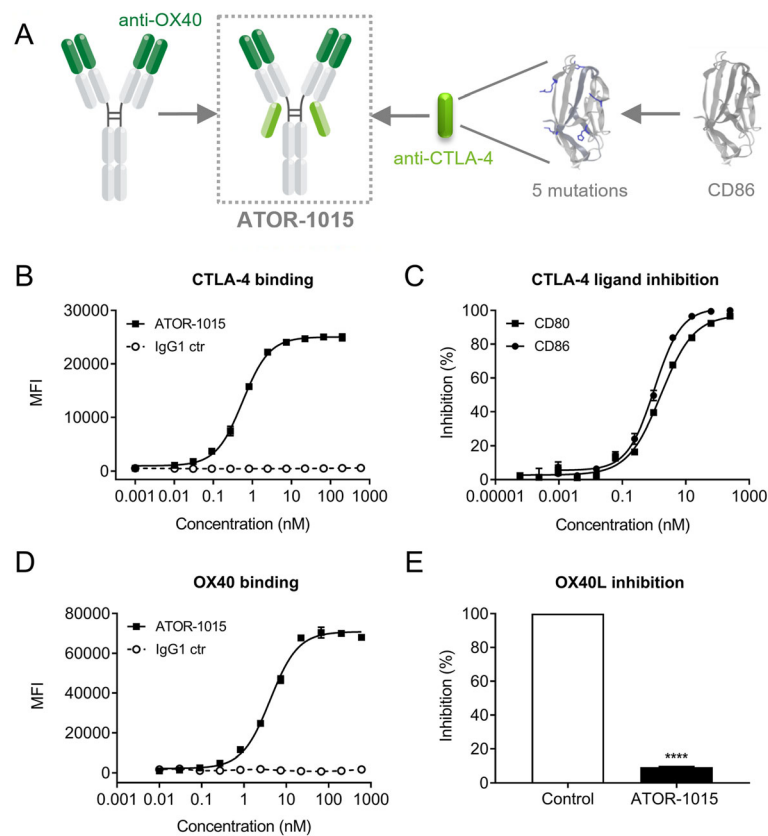 A
anti-OX40
ATOR-1015
anti-CTLA-4
5 mutations
CD86
B
CTLA-4 binding
30000
20000
10000
0
MFI
ATOR-1015
IgG1 ctr
0.001 0.01 0.1 1 10 100 1000
Concentration (nM)
C
CTLA-4 ligand inhibition
100
80
60
40
20
0
Inhibition (%)
CD80
CD86
0.00001 0.001 0.1 10 1000
Concentration (nM)
D
OX40 binding
80000
60000
40000
20000
0
MFI
ATOR-1015
IgG1 ctr
0.001 0.01 0.1 1 10 100 1000
Concentration (nM)
E
OX40L inhibition
100
80
60
40
20
0
Inhibition (%)
****
Control ATOR-1015